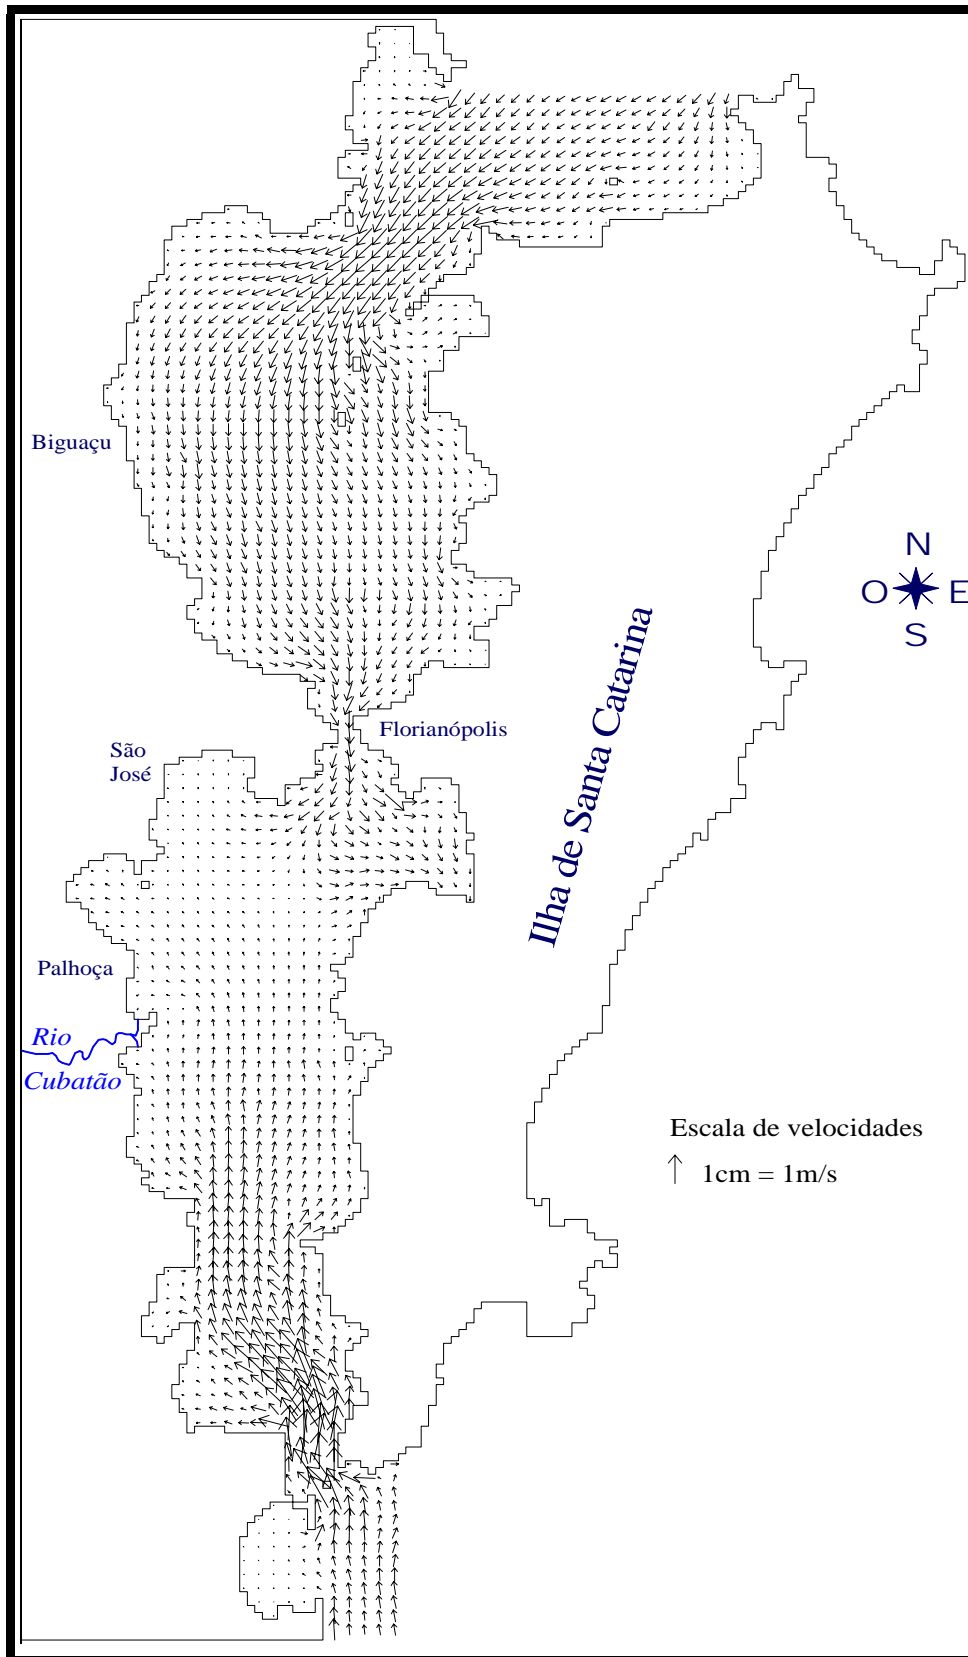 Biguaçu
N
O E
S
Ilha de Santa Catarina
Florianópolis
São
José
Palhoça
Rio
Cubatão
Escala de velocidades
1cm = 1m/s